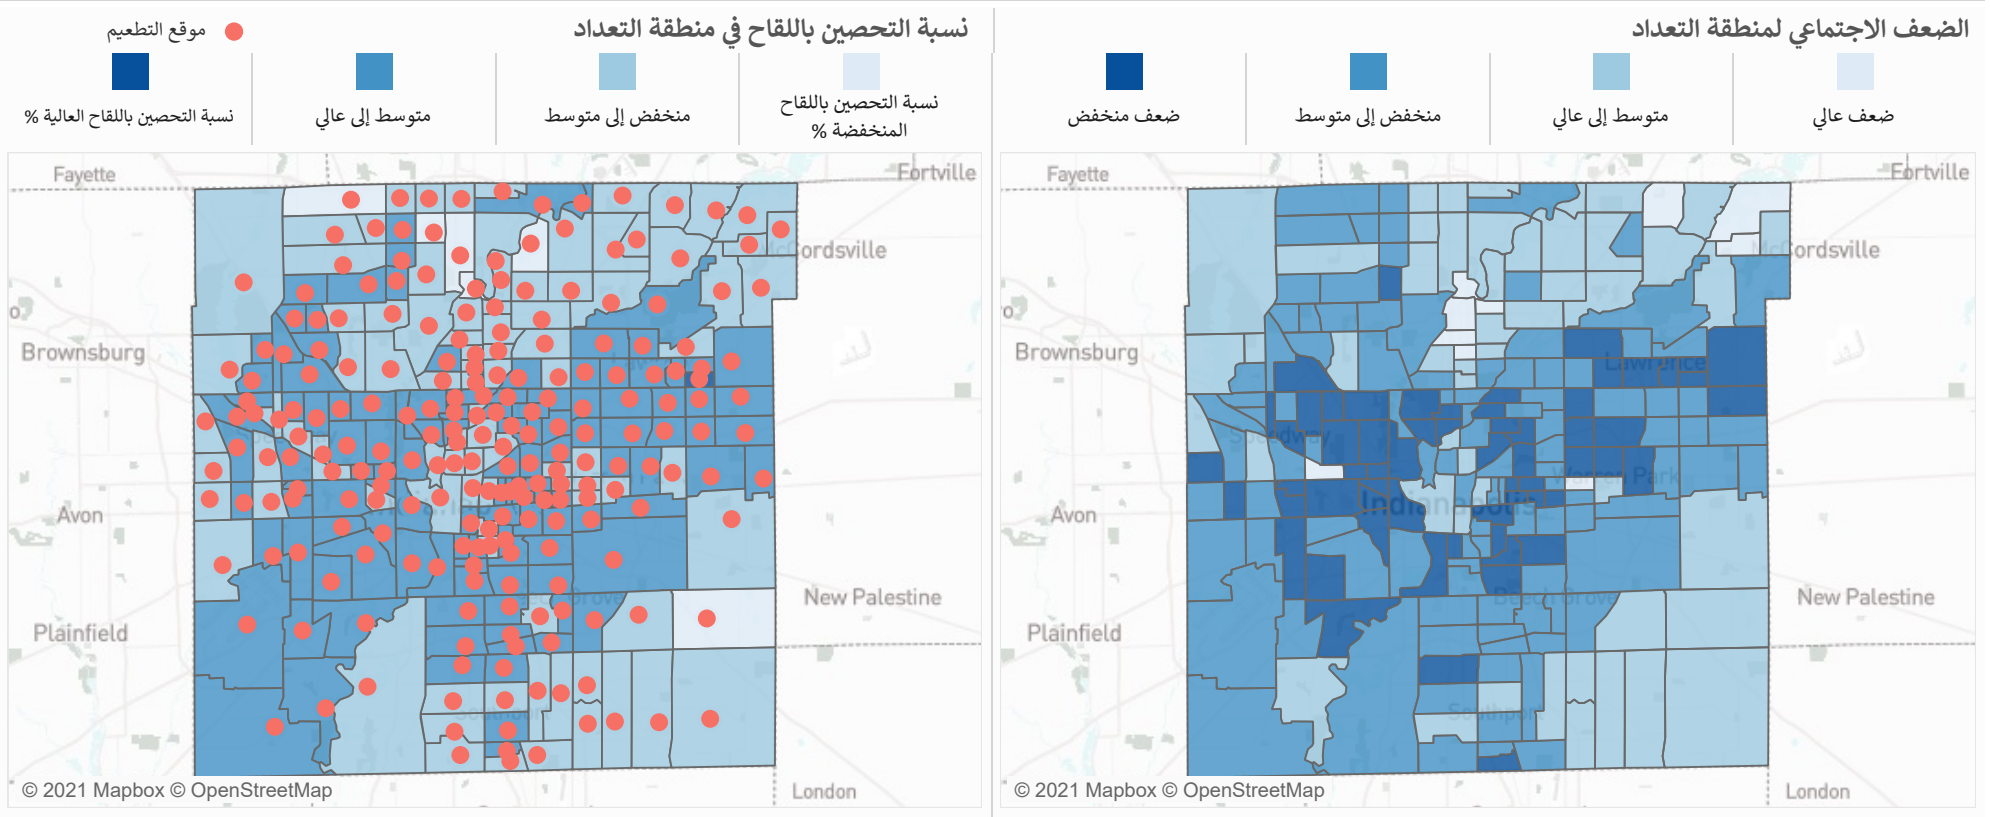 الضعف الاجتماعي لمنطقة التعداد
ضعف عالي
متوسط إلى عالي
منخفض إلى متوسط
ضعف منخفض
Fayette
Fortville
McCordsville
Brownsburg
Lawrence
Speedway
Warren Park
Indianapolis
Avon
Beech Grove
New Palestine
Plainfield
Southport
London
© 2021 Mapbox © OpenStreetMap
نسبة التحصين باللقاح في منطقة التعداد
موقع التطعيم
نسبة التحصين باللقاح
المنخفضة %
منخفض إلى متوسط
متوسط إلى عالي
نسبة التحصين باللقاح العالية %
Fayette
Fortville
McCordsville
Brownsburg
Avon
New Palestine
Plainfield
Southport
London
© 2021 Mapbox © OpenStreetMap